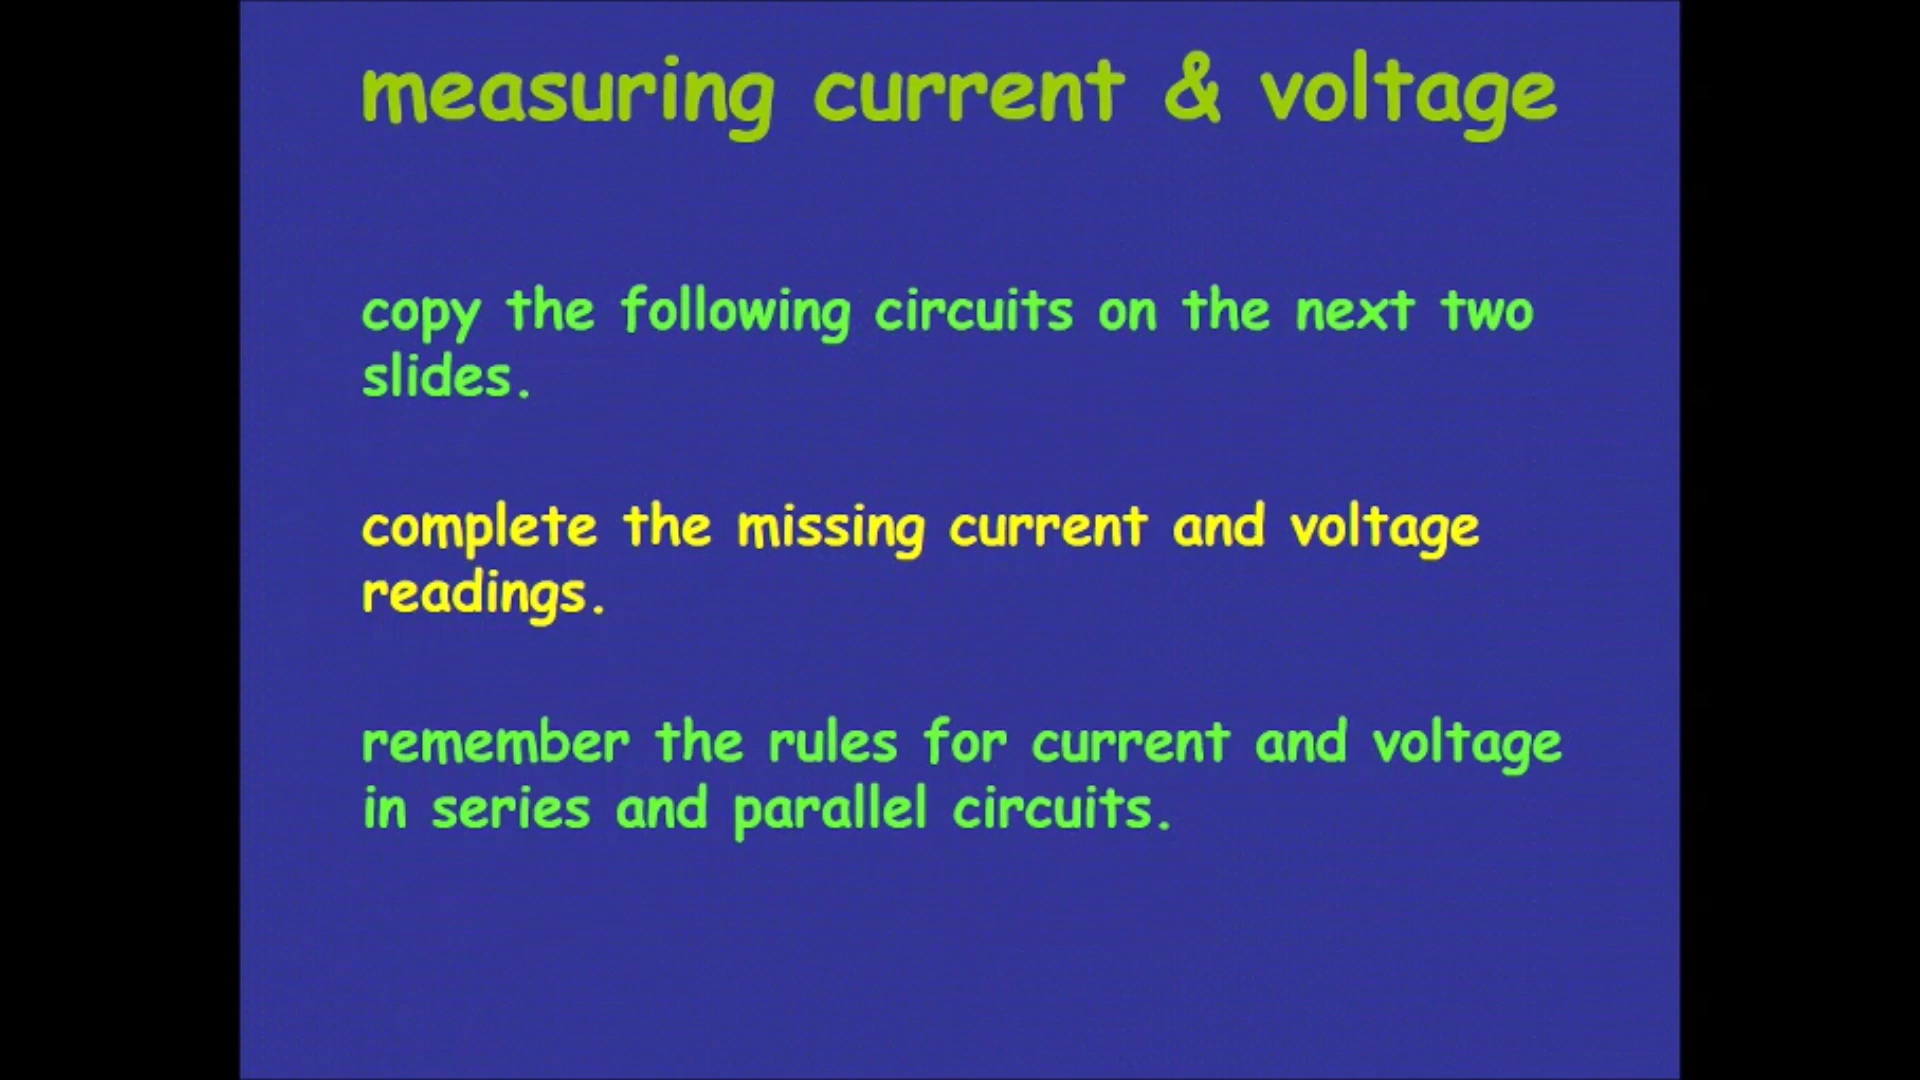 measuring current & voltage
copy the following circuits on the next two
slides.
complete the missing current and voltage
readings.
remember the rules for current and voltage
in series and parallel circuits.